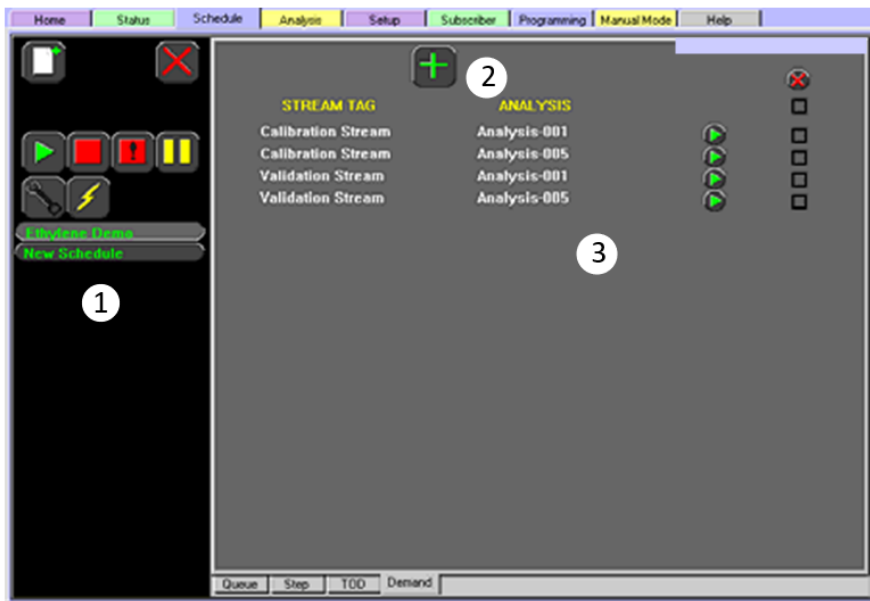 Home Status Schedule Analysis Setup Subscriber Programming Manual Mode Help
2
STREAM TAG ANALYSIS
Calibration Stream Analysis-001
Calibration Stream Analysis-005
Validation Stream Analysis-001
Validation Stream Analysis-005
Ethylene Demo
New Schedule
3
1
Queue Step TOD Demand